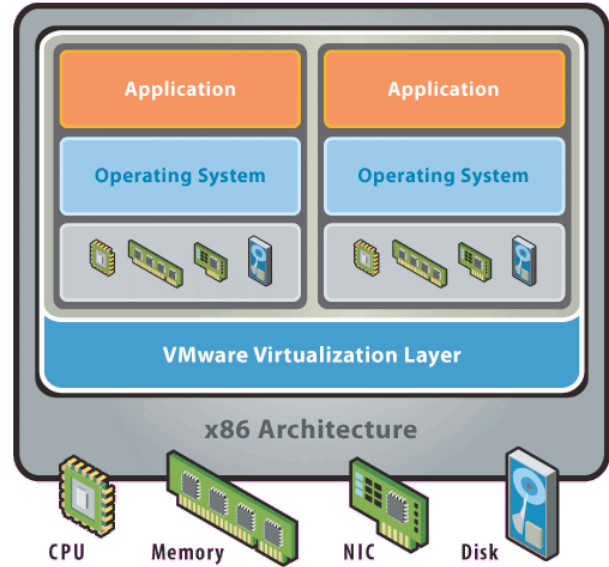 Application
Application
Operating System
Operating System
VMware Virtualization Layer
x86 Architecture
CPU
Memory
NIC
Disk